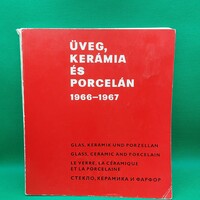 ÜVEG,
KERÁMIA
ÉS
PORCELÁN
1966–1967
GLAS, KERAMIK UND PORZELLAN
GLASS, CERAMIC AND PORCELAIN
LE VERRE, LA CÉRAMIQUE
ET LA PORCELAINE
СТЕКЛО, КЕРАМИКА И ФАРФОР